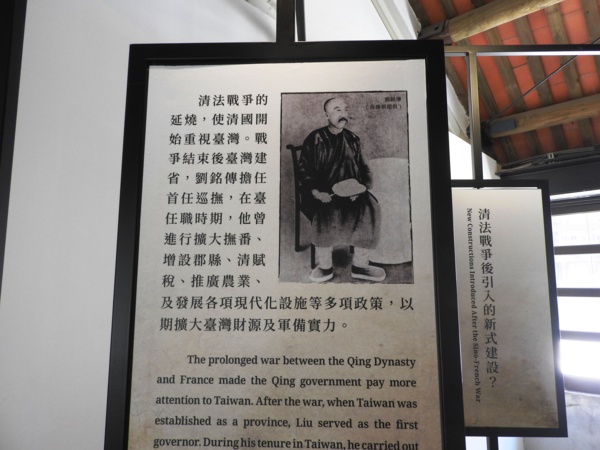 清法戰爭的
延燒，使清國開
始重視臺灣。戰
爭結束後臺灣建
省，劉銘傳擔任
首任巡撫，在臺
任職時期，他曾
進行擴大撫番、
增設郡縣、清賦
稅、推廣農業、
及發展各項現代化設施等多項政策，以
期擴大臺灣財源及軍備實力。
劉銘傳
The prolonged war between the Qing Dynasty
and France made the Qing government pay more
attention to Taiwan. After the war, when Taiwan was
established as a province, Liu served as the first
governor. During his tenure in Taiwan, he carried out
清法戰爭後引入的新式建設？
New Constructions Introduced After the Sino-French War